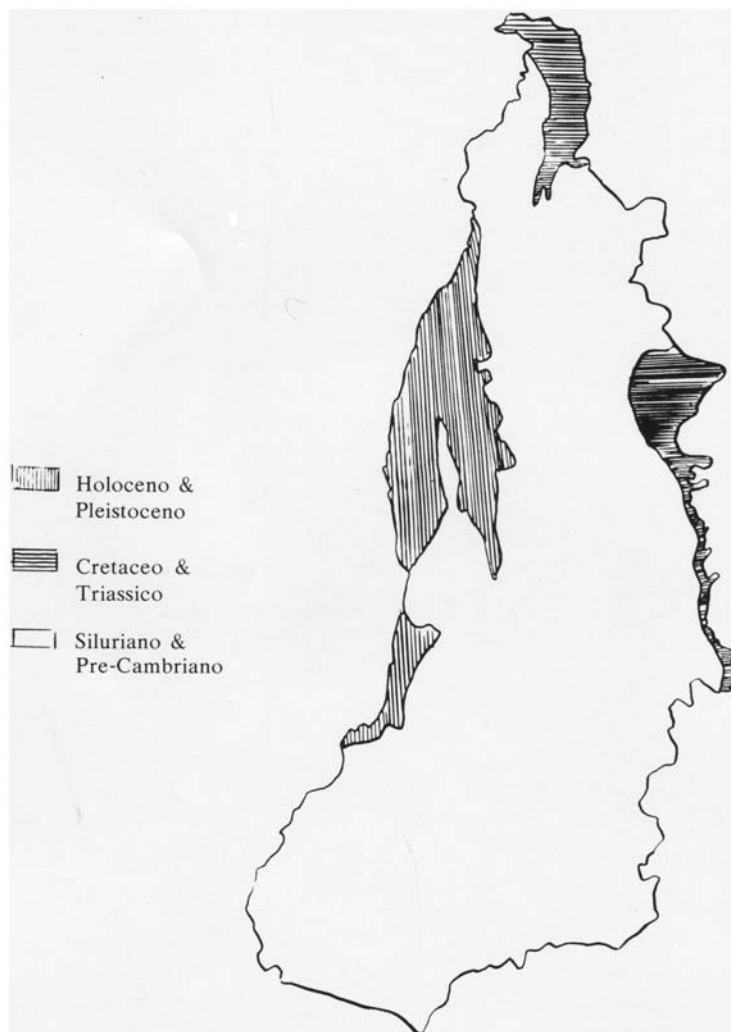 Holoceno &
Pleistoceno
Cretaceo &
Triassico
Siluriano &
Pre-Cambriano